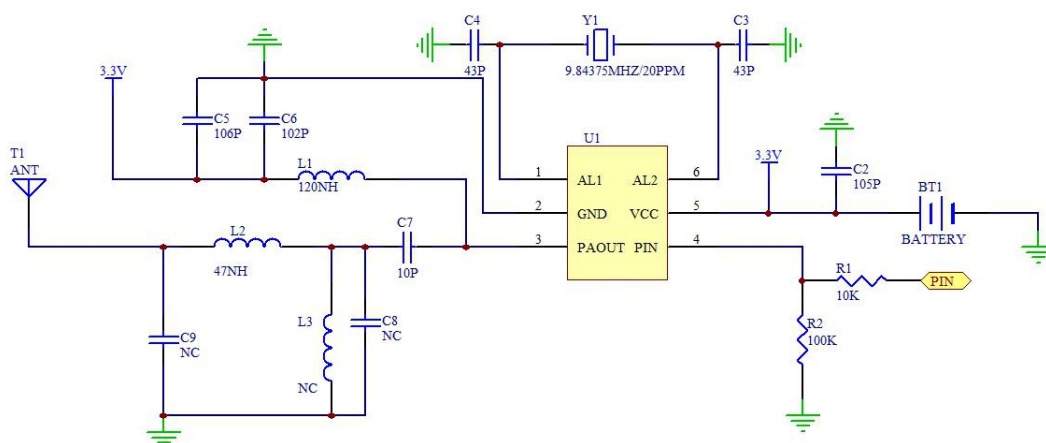 C4
Y1
C3
43P
9.84375MHZ/20PPM
43P
3.3V
C5
106P
C6
102P
U1
T1
ANT
L1
120NH
1
AL1
AL2
6
3.3V
C2
105P
BT1
2
GND
VCC
5
BATTERY
L2
C7
3
PAOUT
PIN
4
47NH
10P
R1
PIN
10K
L3
C8
NC
R2
100K
C9
NC
NC